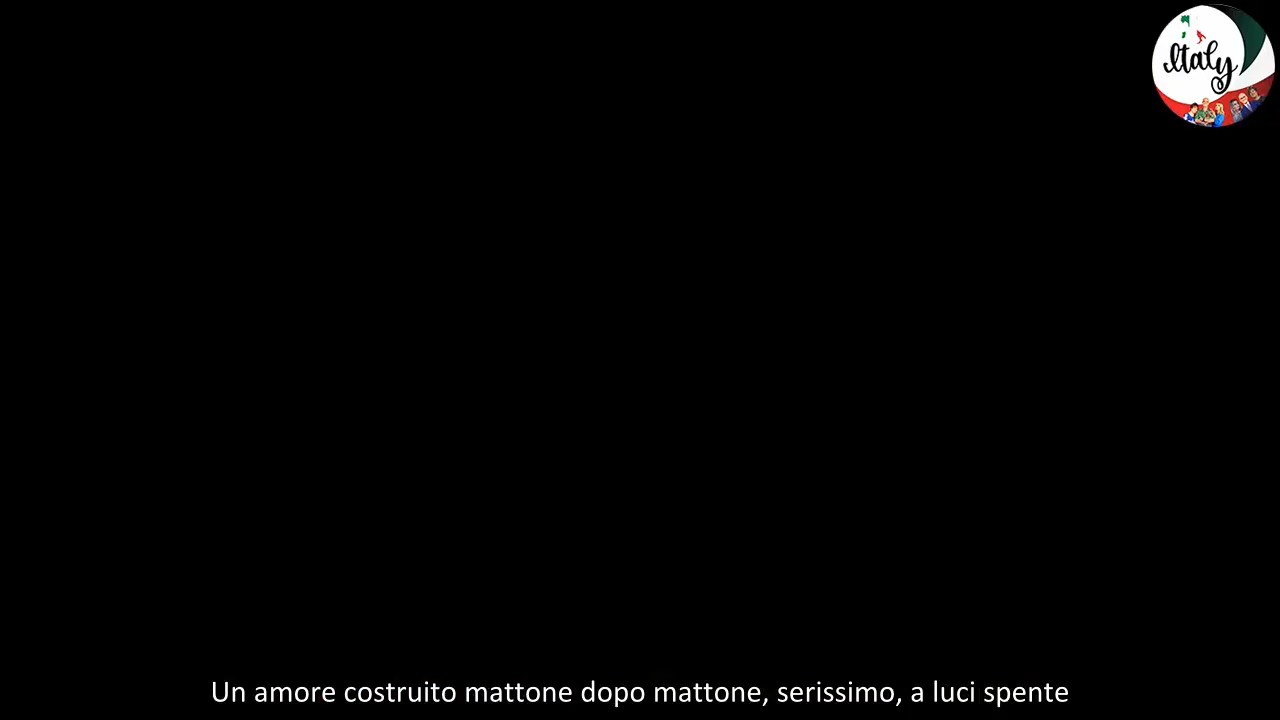 Italy
Un amore costruito mattone dopo mattone, serissimo, a luci spente